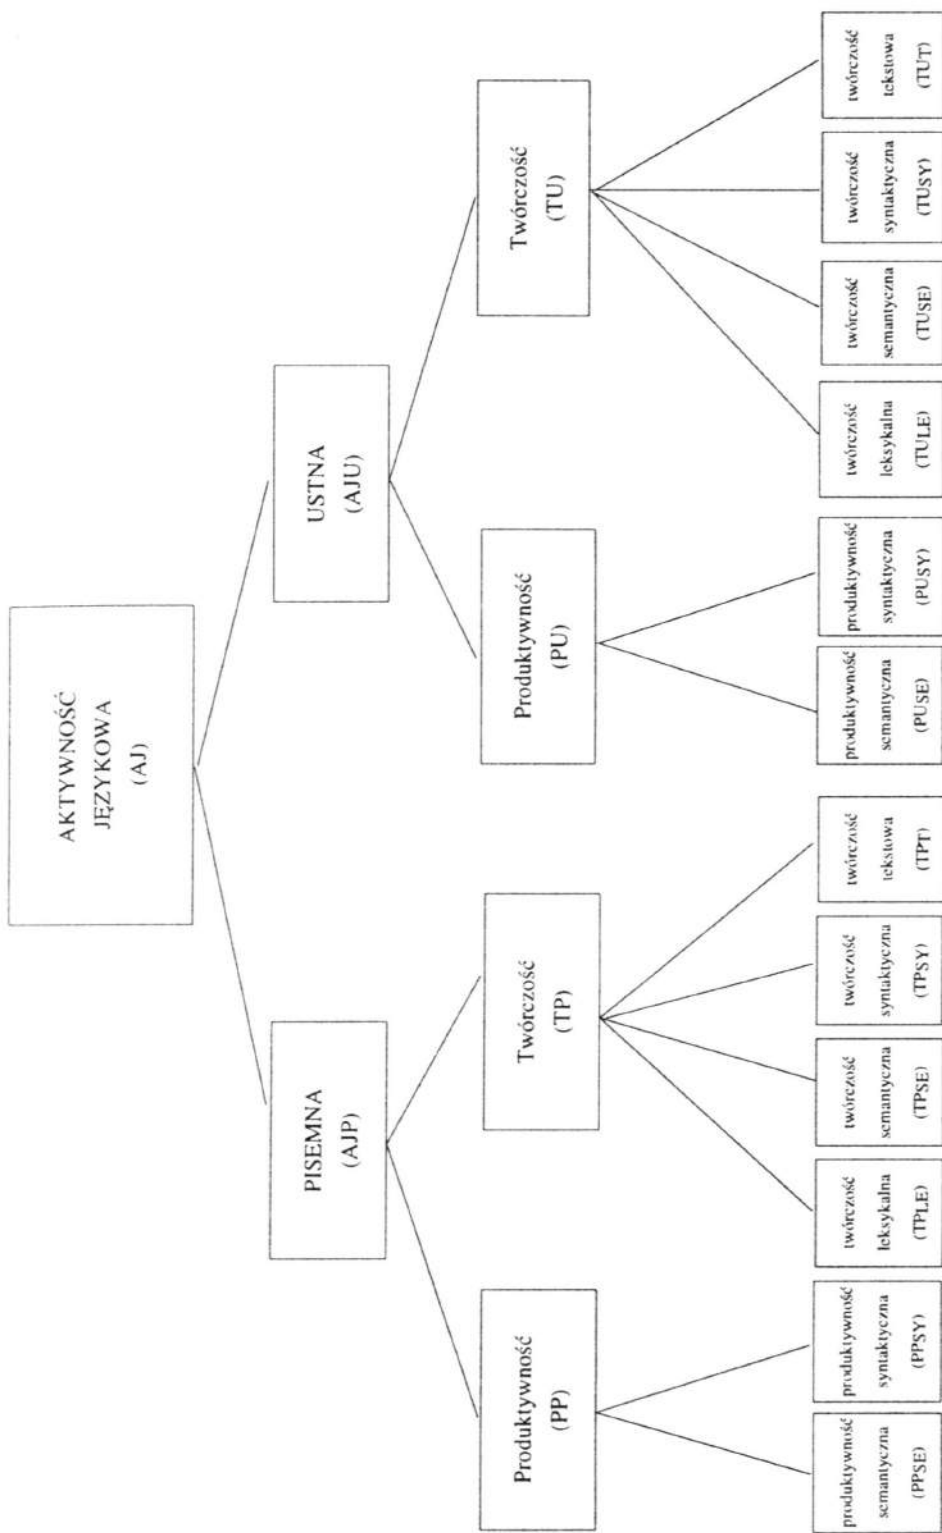 AKTYWNOŚĆ
JĘZYKOWA
(AJ)
PISEMNA
(AJP)
USTNA
(AJU)
Produktywność
(PP)
Twórczość
(TP)
Produktywność
(PU)
Twórczość
(TU)
produktywność
semantyczna
(PPSE)
produktywność
syntaktyczna
(PPSY)
twórczość
leksykalna
(TPLE)
twórczość
semantyczna
(TPSE)
twórczość
syntaktyczna
(TPSY)
twórczość
tekstowa
(TPT)
produktywność
semantyczna
(PUSE)
produktywność
syntaktyczna
(PUSY)
twórczość
leksykalna
(TULE)
twórczość
semantyczna
(TUSE)
twórczość
syntaktyczna
(TUSY)
twórczość
tekstowa
(TUT)